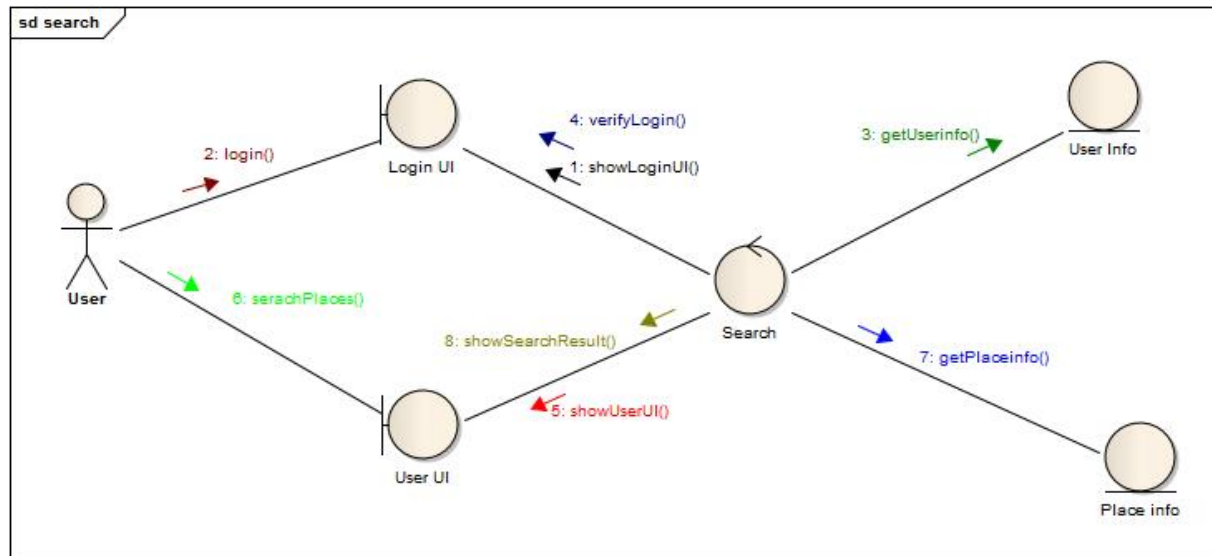 sd search
4: verifyLogin()
3: getUserinfo()
User Info
2: login()
Login UI
1: showLoginUI()
User
6: serachPlaces()
Search
8: showSearchResult()
7: getPlaceinfo()
5: showUserUI()
User UI
Place info